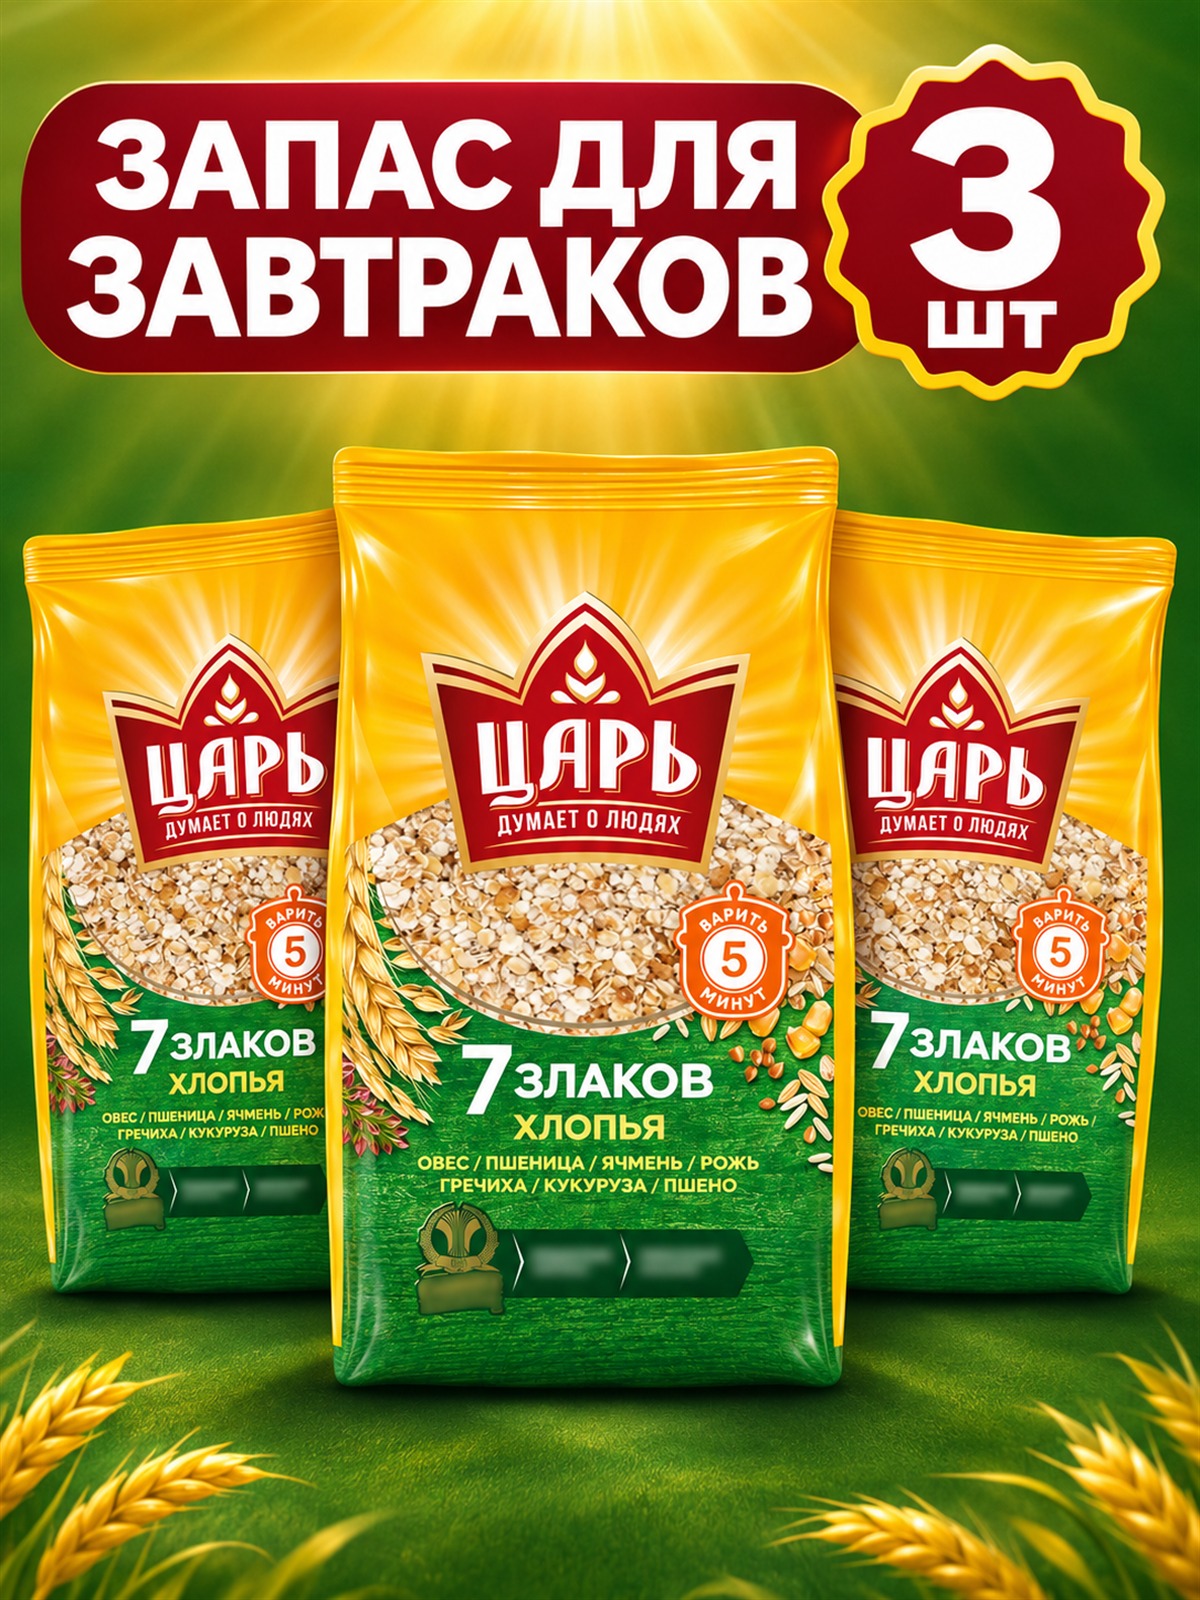 ЗАПАС ДЛЯ
ЗАВТРАКОВ
3
ШТ
ЦАРЬ
ДУМАЕТ О ЛЮДЯХ
ВАРИТЬ
5
МИНУТ
7 ЗЛАКОВ
ХЛОПЬЯ
ОВЕС / ПШЕНИЦА / ЯЧМЕНЬ / РОЖЬ
ГРЕЧИХА / КУКУРУЗА / ПШЕНО
ЦАРЬ
ДУМАЕТ О ЛЮДЯХ
ВАРИТЬ
5
МИНУТ
7 ЗЛАКОВ
ХЛОПЬЯ
ОВЕС / ПШЕНИЦА / ЯЧМЕНЬ / РОЖЬ
ГРЕЧИХА / КУКУРУЗА / ПШЕНО
ЦАРЬ
ДУМАЕТ О ЛЮДЯХ
ВАРИТЬ
5
МИНУТ
7 ЗЛАКОВ
ХЛОПЬЯ
ОВЕС / ПШЕНИЦА / ЯЧМЕНЬ / РОЖЬ /
ГРЕЧИХА / КУКУРУЗА / ПШЕНО